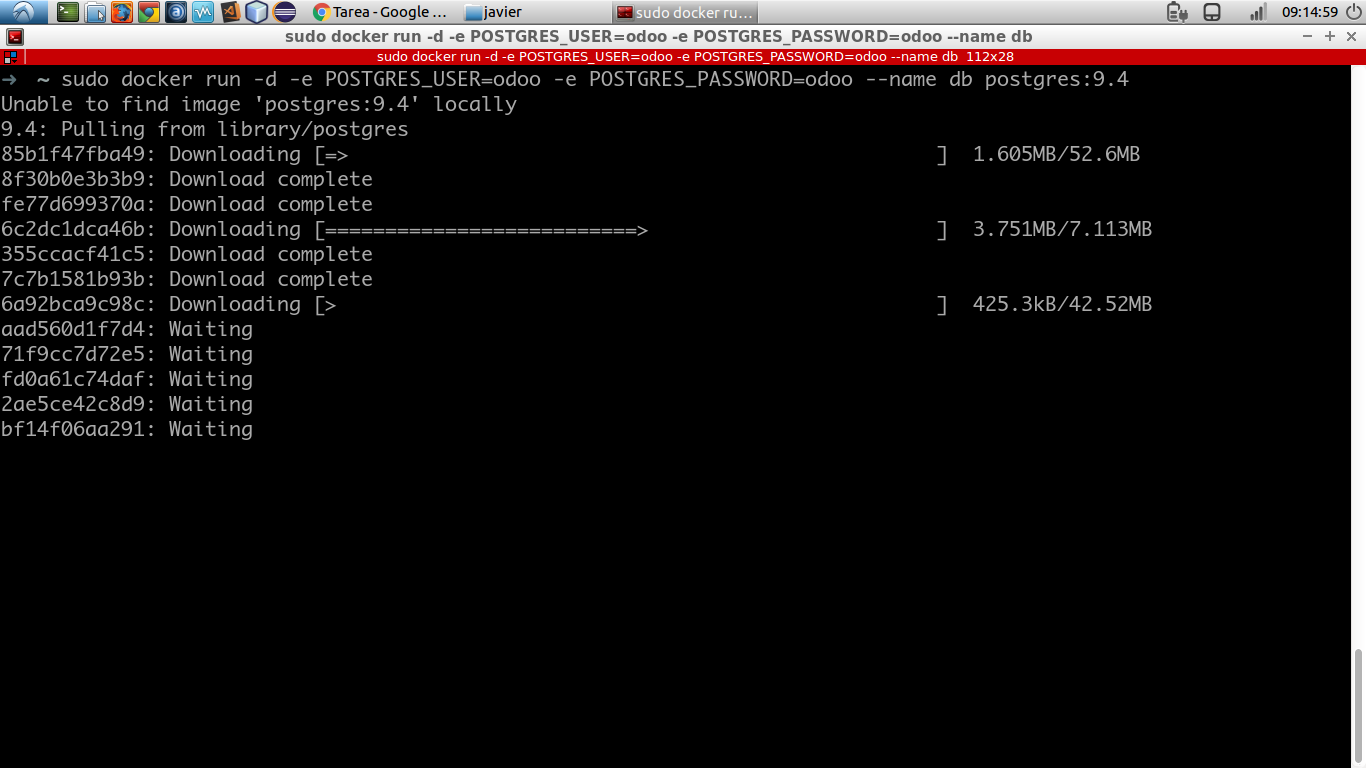 Tarea - Google ...
javier
sudo docker ru...
09:14:59
sudo docker run -d -e POSTGRES_USER=odoo -e POSTGRES_PASSWORD=odoo --name db
sudo docker run -d -e POSTGRES_USER=odoo -e POSTGRES_PASSWORD=odoo --name db 112x28
➜ ~ sudo docker run -d -e POSTGRES_USER=odoo -e POSTGRES_PASSWORD=odoo --name db postgres:9.4
Unable to find image 'postgres:9.4' locally
9.4: Pulling from library/postgres
85b1f47fba49: Downloading [=>                                                 ]  1.605MB/52.6MB
8f30b0e3b3b9: Download complete
fe77d699370a: Download complete
6c2dc1dca46b: Downloading [==========================>                        ]  3.751MB/7.113MB
355ccacf41c5: Download complete
7c7b1581b93b: Download complete
6a92bca9c98c: Downloading [>                                                  ]  425.3kB/42.52MB
aad560d1f7d4: Waiting
71f9cc7d72e5: Waiting
fd0a61c74daf: Waiting
2ae5ce42c8d9: Waiting
bf14f06aa291: Waiting